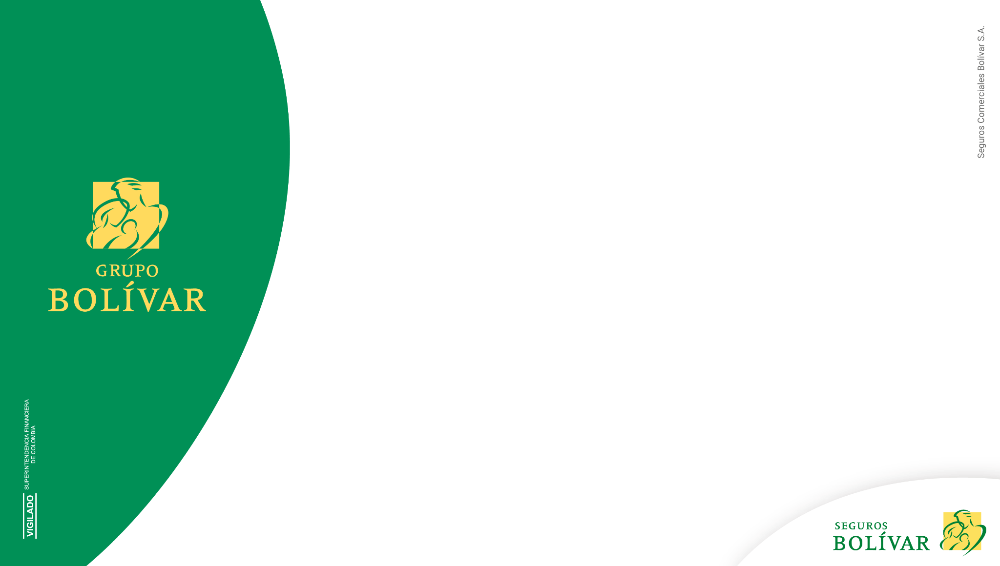 GRUPO
BOLÍVAR
VIGILADO
SUPERINTENDENCIA FINANCIERA
DE COLOMBIA
Seguros Comerciales Bolívar S.A.
SEGUROS
BOLÍVAR